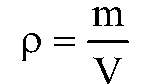 ρ = m/V